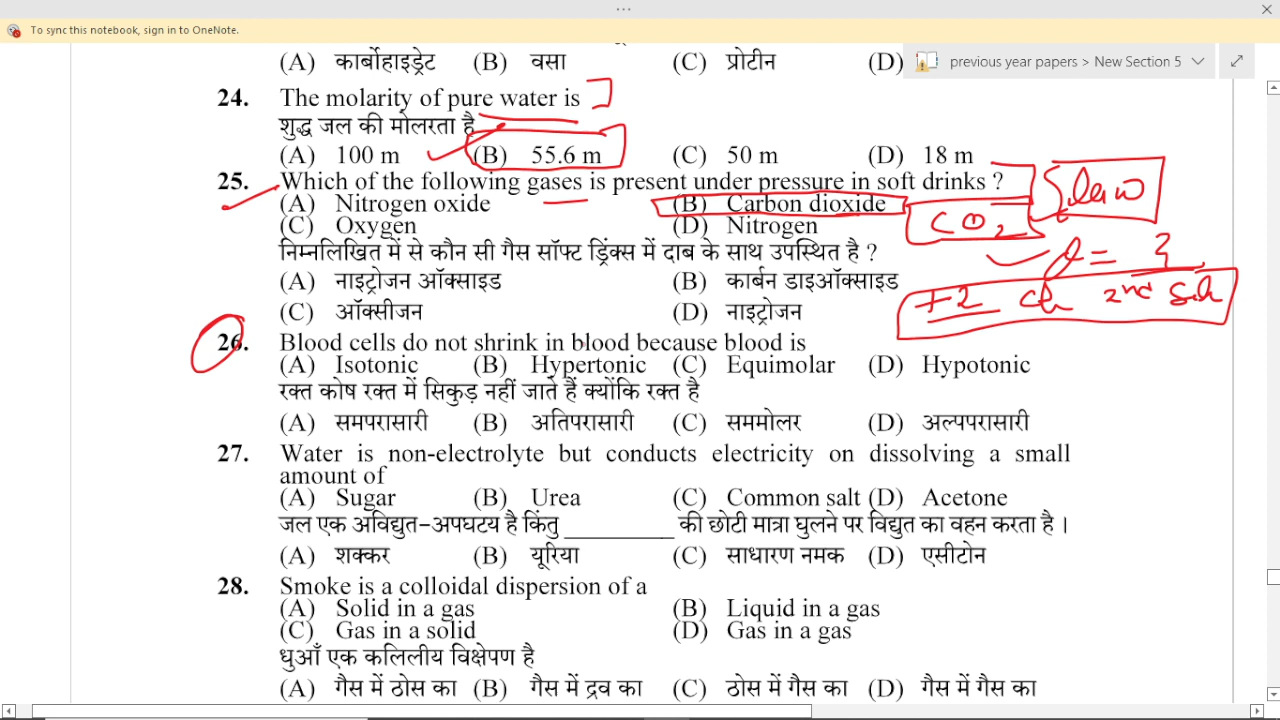 To sync this notebook, sign in to OneNote.
previous year papers > New Section 5
(A) कार्बोहाइड्रेट (B) वसा (C) प्रोटीन (D)
24. The molarity of pure water is
शुद्ध जल की मोलरता है
(A) 100 m (B) 55.6 m (C) 50 m (D) 18 m
25. Which of the following gases is present under pressure in soft drinks ?
(A) Nitrogen oxide (B) Carbon dioxide
(C) Oxygen (D) Nitrogen
CO2
law
+2 ch 2nd
निम्नलिखित में से कौन सी गैस सॉफ्ट ड्रिंक्स में दाब के साथ उपस्थित है ?
(A) नाइट्रोजन ऑक्साइड (B) कार्बन डाइऑक्साइड
(C) ऑक्सीजन (D) नाइट्रोजन
26. Blood cells do not shrink in blood because blood is
(A) Isotonic (B) Hypertonic (C) Equimolar (D) Hypotonic
रक्त कोष रक्त में सिकुड़ नहीं जाते हैं क्योंकि रक्त है
(A) समपरासारी (B) अतिपरासारी (C) सममोलर (D) अल्पपरासारी
27. Water is non-electrolyte but conducts electricity on dissolving a small
amount of
(A) Sugar (B) Urea (C) Common salt (D) Acetone
जल एक अविद्युत-अपघटय है किंतु __________ की छोटी मात्रा घुलने पर विद्युत का वहन करता है ।
(A) शक्कर (B) यूरिया (C) साधारण नमक (D) एसीटोन
28. Smoke is a colloidal dispersion of a
(A) Solid in a gas (B) Liquid in a gas
(C) Gas in a solid (D) Gas in a gas
धुआँ एक कलिलीय विक्षेपण है
(A) गैस में ठोस का (B) गैस में द्रव का (C) ठोस में गैस का (D) गैस में गैस का